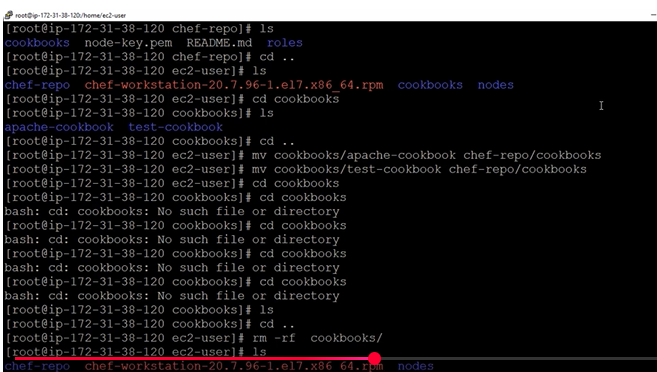 root@ip-172-31-38-120:/home/ec2-user
[root@ip-172-31-38-120 chef-repo]# ls
cookbooks  node-key.pem  README.md  roles
[root@ip-172-31-38-120 chef-repo]# cd ..
[root@ip-172-31-38-120 ec2-user]# ls
chef-repo  chef-workstation-20.7.96-1.el7.x86_64.rpm  cookbooks  nodes
[root@ip-172-31-38-120 ec2-user]# cd cookbooks
[root@ip-172-31-38-120 cookbooks]# ls
apache-cookbook  test-cookbook
[root@ip-172-31-38-120 cookbooks]# cd ..
[root@ip-172-31-38-120 ec2-user]# mv cookbooks/apache-cookbook chef-repo/cookbooks
[root@ip-172-31-38-120 ec2-user]# mv cookbooks/test-cookbook chef-repo/cookbooks
[root@ip-172-31-38-120 ec2-user]# cd cookbooks
[root@ip-172-31-38-120 cookbooks]# cd cookbooks
bash: cd: cookbooks: No such file or directory
[root@ip-172-31-38-120 cookbooks]# cd cookbooks
bash: cd: cookbooks: No such file or directory
[root@ip-172-31-38-120 cookbooks]# cd cookbooks
bash: cd: cookbooks: No such file or directory
[root@ip-172-31-38-120 cookbooks]# cd cookbooks
bash: cd: cookbooks: No such file or directory
[root@ip-172-31-38-120 cookbooks]# ls
[root@ip-172-31-38-120 cookbooks]# cd ..
[root@ip-172-31-38-120 ec2-user]# rm -rf  cookbooks/
[root@ip-172-31-38-120 ec2-user]# ls
chef-repo  chef-workstation-20.7.96-1.el7.x86_64.rpm  nodes